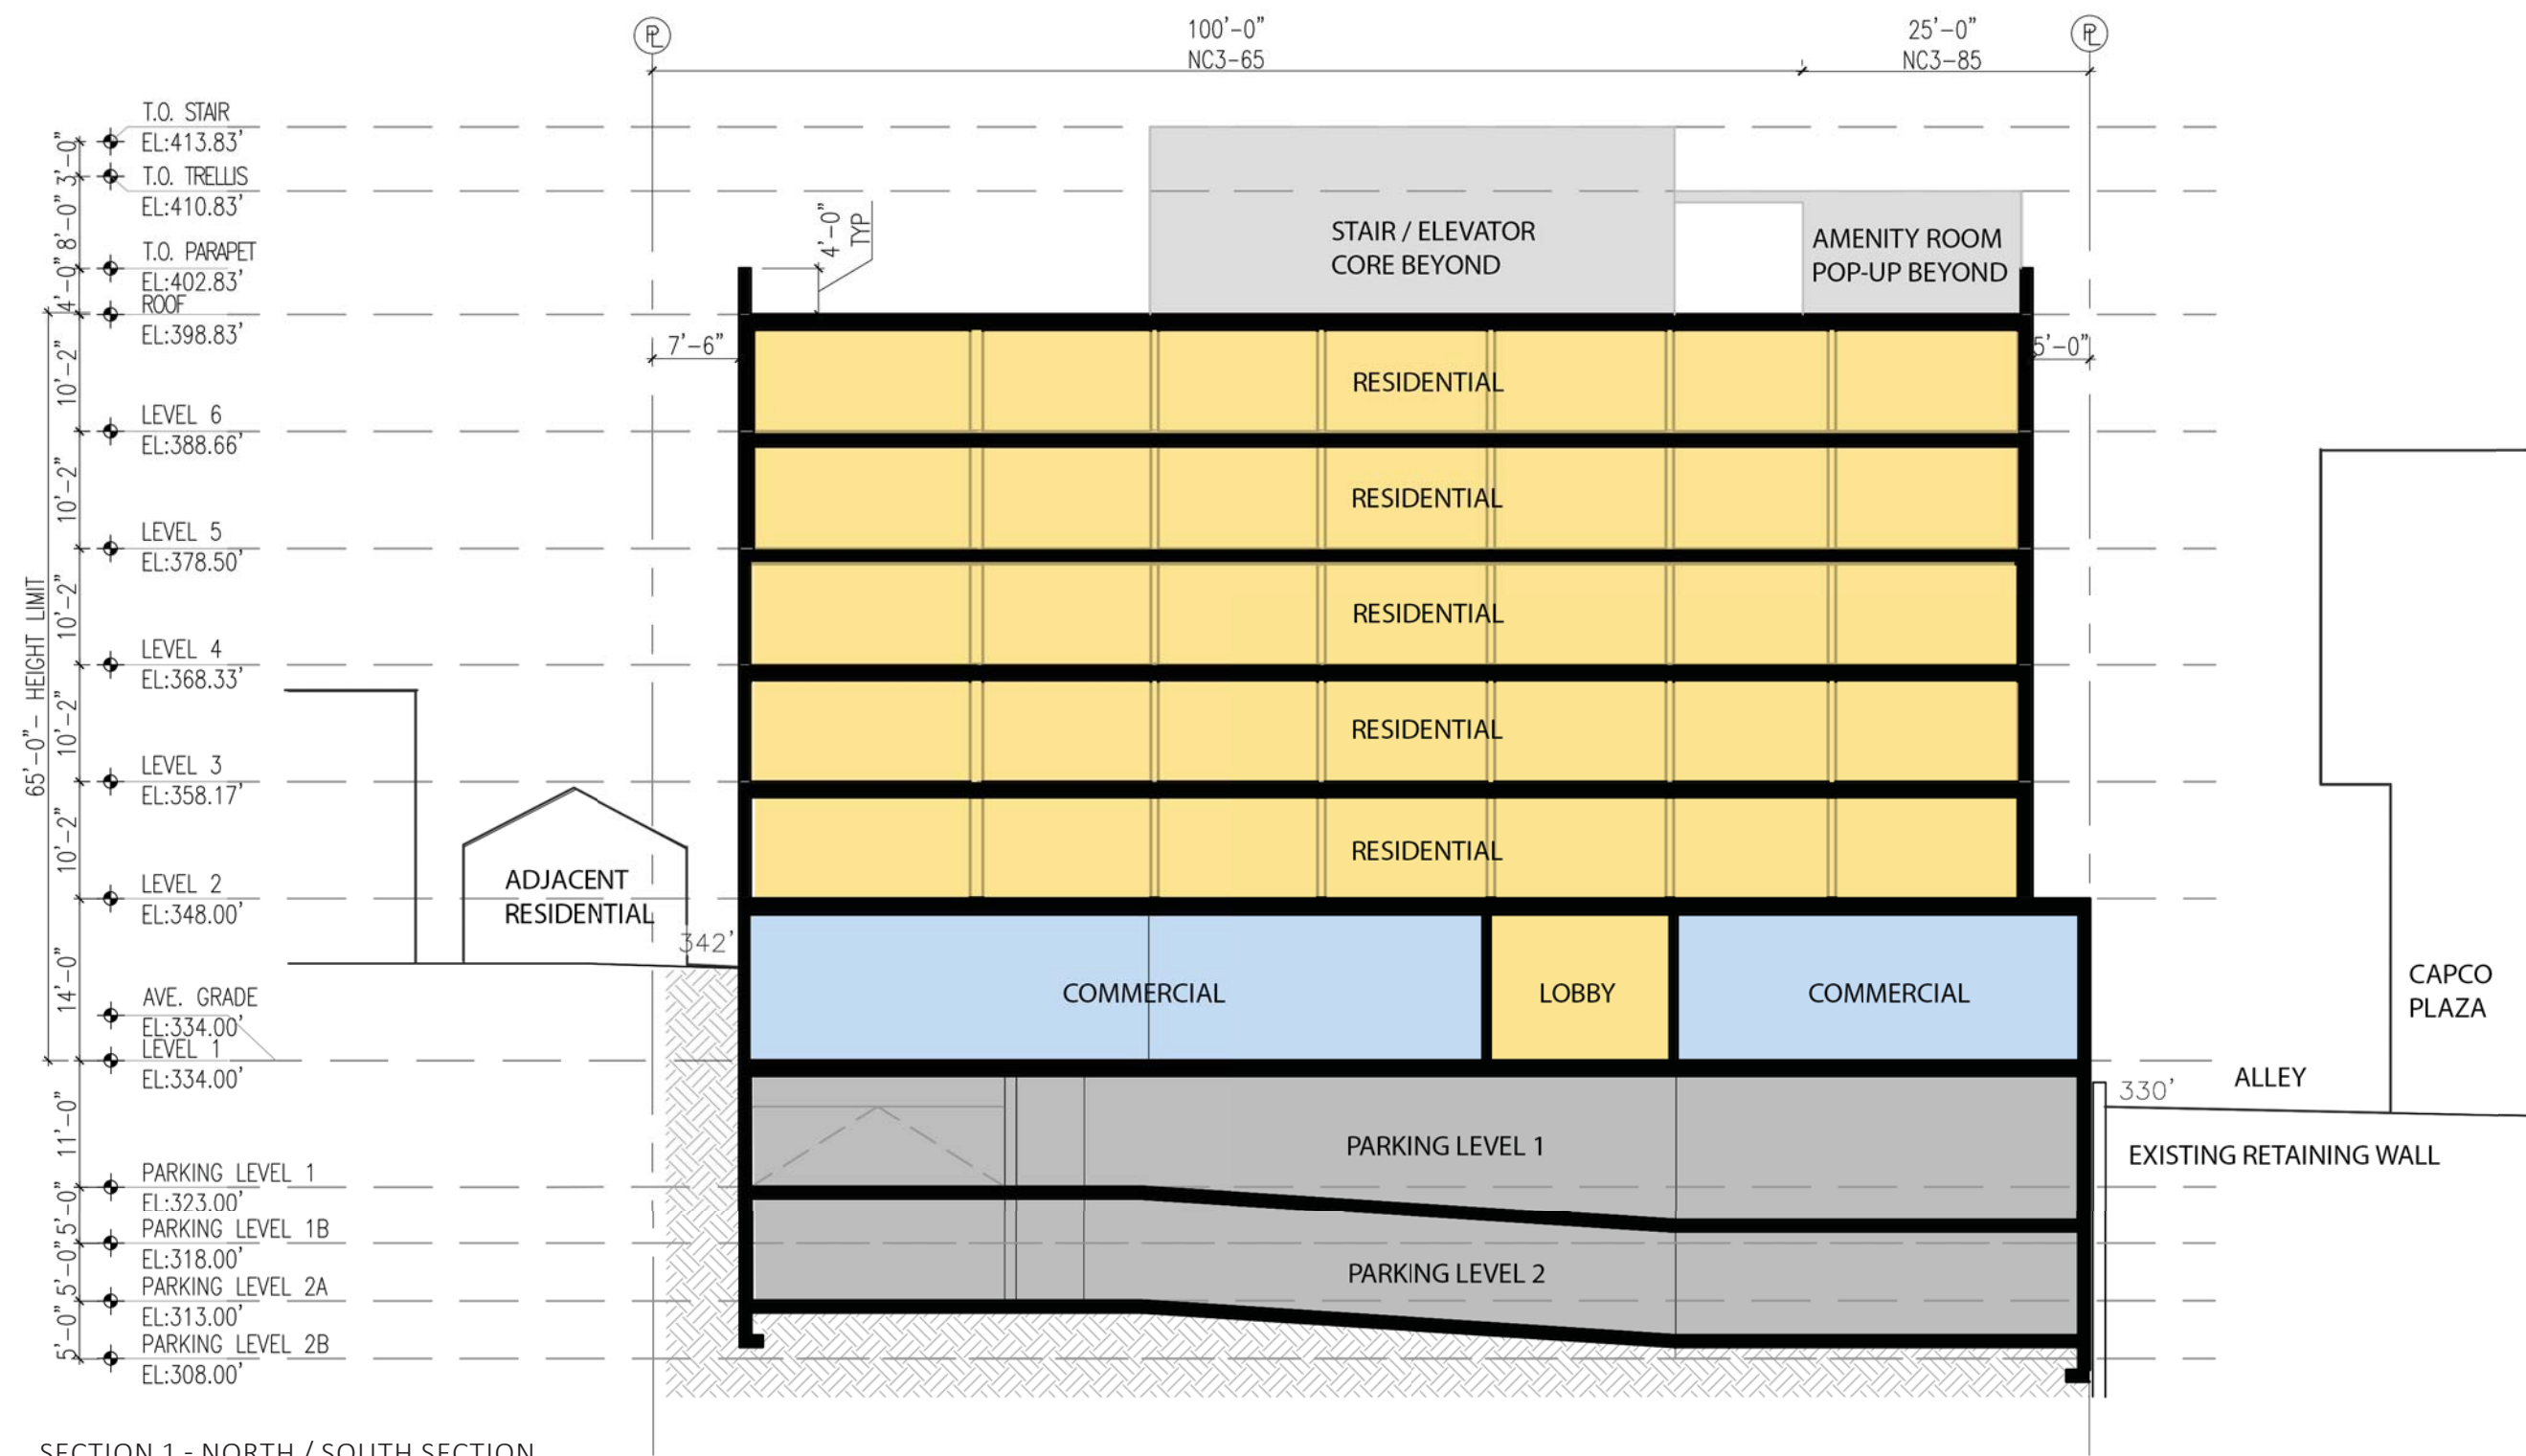 100'-0"
NC3-65
25'-0"
NC3-85
PL
PL
T.O. STAIR
EL:413.83'
T.O. TRELLIS
EL:410.83'
T.O. PARAPET
EL:402.83'
ROOF
EL:398.83'
LEVEL 6
EL:388.66'
LEVEL 5
EL:378.50'
LEVEL 4
EL:368.33'
LEVEL 3
EL:358.17'
LEVEL 2
EL:348.00'
AVE. GRADE
EL:334.00'
LEVEL 1
EL:334.00'
PARKING LEVEL 1
EL:323.00'
PARKING LEVEL 1B
EL:318.00'
PARKING LEVEL 2A
EL:313.00'
PARKING LEVEL 2B
EL:308.00'
3'-0"
8'-0"
4'-0"
10'-2"
10'-2"
10'-2"
10'-2"
10'-2"
14'-0"
11'-0"
5'-0"
5'-0"
5'-0"
65'-0"- HEIGHT LIMIT
4'-0"
TYP
7'-6"
5'-0"
STAIR / ELEVATOR
CORE BEYOND
AMENITY ROOM
POP-UP BEYOND
RESIDENTIAL
RESIDENTIAL
RESIDENTIAL
RESIDENTIAL
RESIDENTIAL
ADJACENT
RESIDENTIAL
342'
COMMERCIAL
LOBBY
COMMERCIAL
CAPCO
PLAZA
ALLEY
330'
PARKING LEVEL 1
EXISTING RETAINING WALL
PARKING LEVEL 2
SECTION 1 - NORTH / SOUTH SECTION